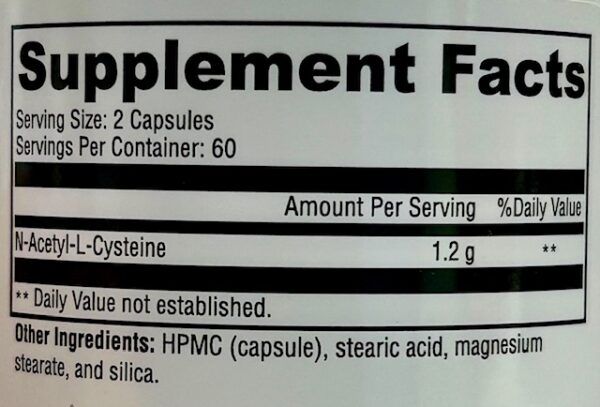 Supplement Facts
Serving Size: 2 Capsules
Servings Per Container: 60
Amount Per Serving %Daily Value
N-Acetyl-L-Cysteine 1.2 g **
** Daily Value not established.
Other Ingredients: HPMC (capsule), stearic acid, magnesium
stearate, and silica.